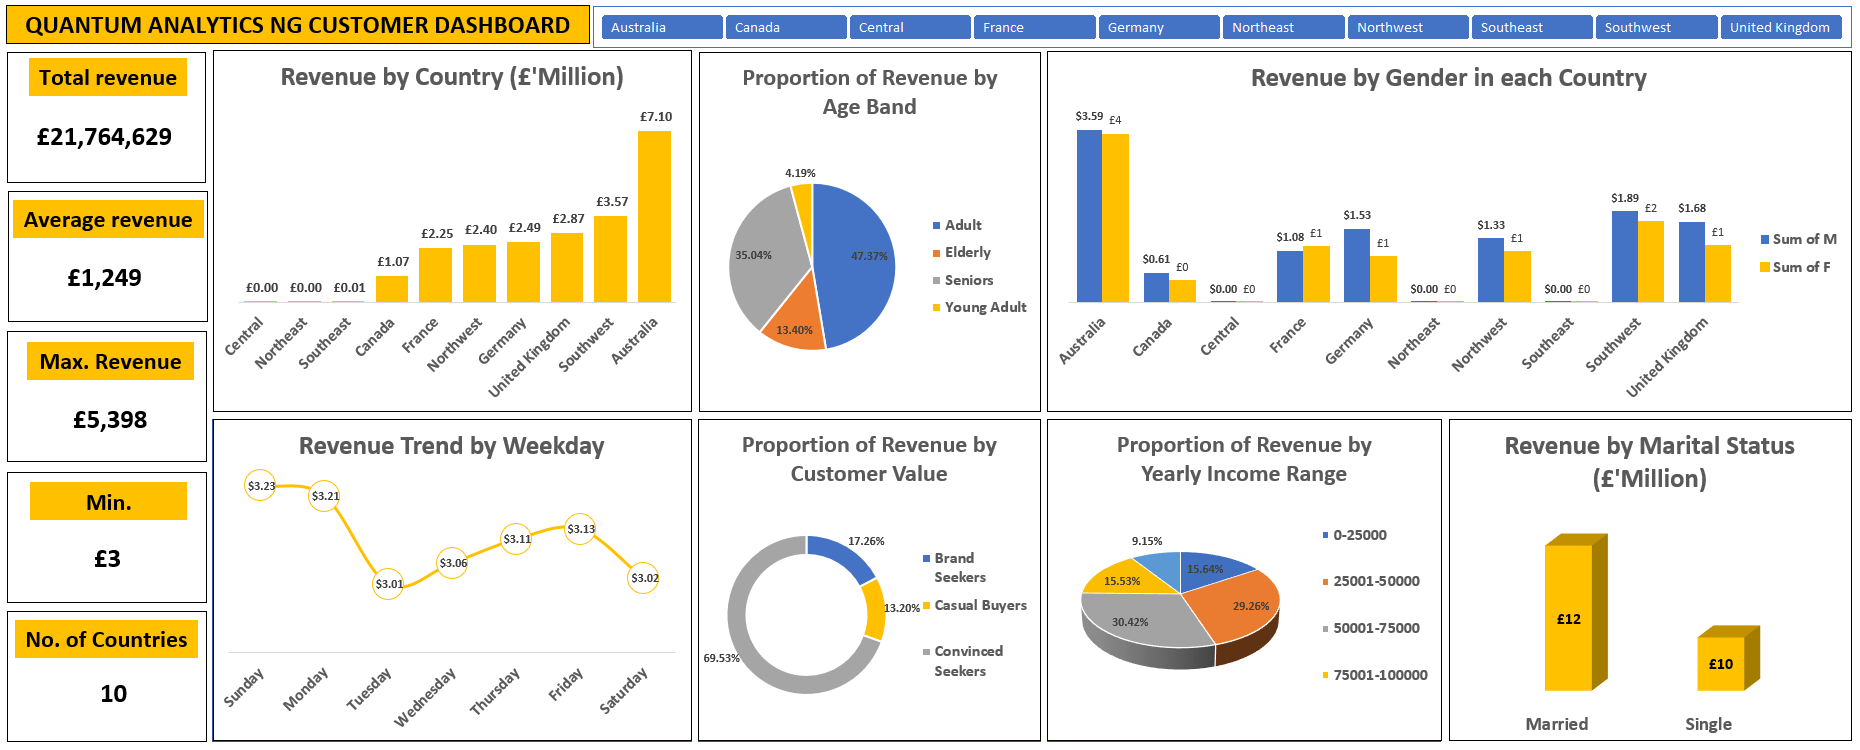 QUANTUM ANALYTICS NG CUSTOMER DASHBOARD
Australia
Canada
Central
France
Germany
Northeast
Northwest
Southeast
Southwest
United Kingdom
Total revenue
£21,764,629
Average revenue
£1,249
Max. Revenue
£5,398
Min.
£3
No. of Countries
10
Revenue by Country (£'Million)
£0.00
£0.00
£0.01
£1.07
£2.25
£2.40
£2.49
£2.87
£3.57
£7.10
Central
Northeast
Southeast
Canada
France
Northwest
Germany
United Kingdom
Southwest
Australia
Proportion of Revenue by
Age Band
4.19%
35.04%
47.37%
13.40%
Adult
Elderly
Seniors
Young Adult
Revenue by Gender in each Country
$3.59
£4
$0.61
£0
$0.00
£0
$1.08
£1
$1.53
£1
$0.00
£0
$1.33
£1
$0.00
£0
$1.89
£2
$1.68
£1
Australia
Canada
Central
France
Germany
Northeast
Northwest
Southeast
Southwest
United Kingdom
Sum of M
Sum of F
Revenue Trend by Weekday
$3.23
$3.21
$3.01
$3.06
$3.11
$3.13
$3.02
Sunday
Monday
Tuesday
Wednesday
Thursday
Friday
Saturday
Proportion of Revenue by
Customer Value
17.26%
13.20%
69.53%
Brand
Seekers
Casual Buyers
Convinced
Seekers
Proportion of Revenue by
Yearly Income Range
9.15%
15.64%
15.53%
29.26%
30.42%
0-25000
25001-50000
50001-75000
75001-100000
Revenue by Marital Status
(£'Million)
£12
£10
Married
Single